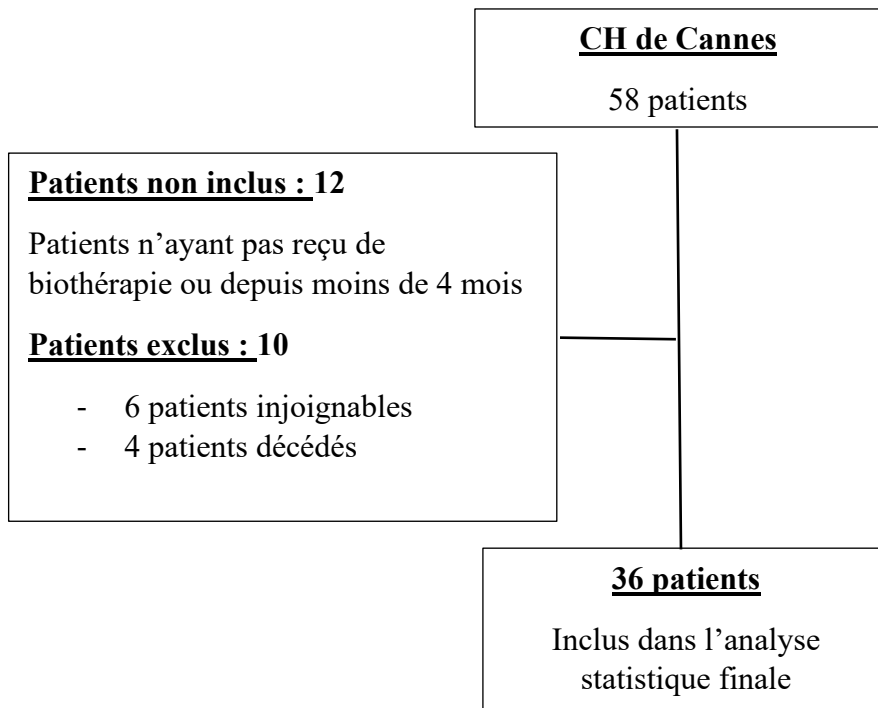 CH de Cannes
58 patients
Patients non inclus : 12
Patients n’ayant pas reçu de
biothérapie ou depuis moins de 4 mois
Patients exclus : 10
- 6 patients injoignables
- 4 patients décédés
36 patients
Inclus dans l’analyse
statistique finale